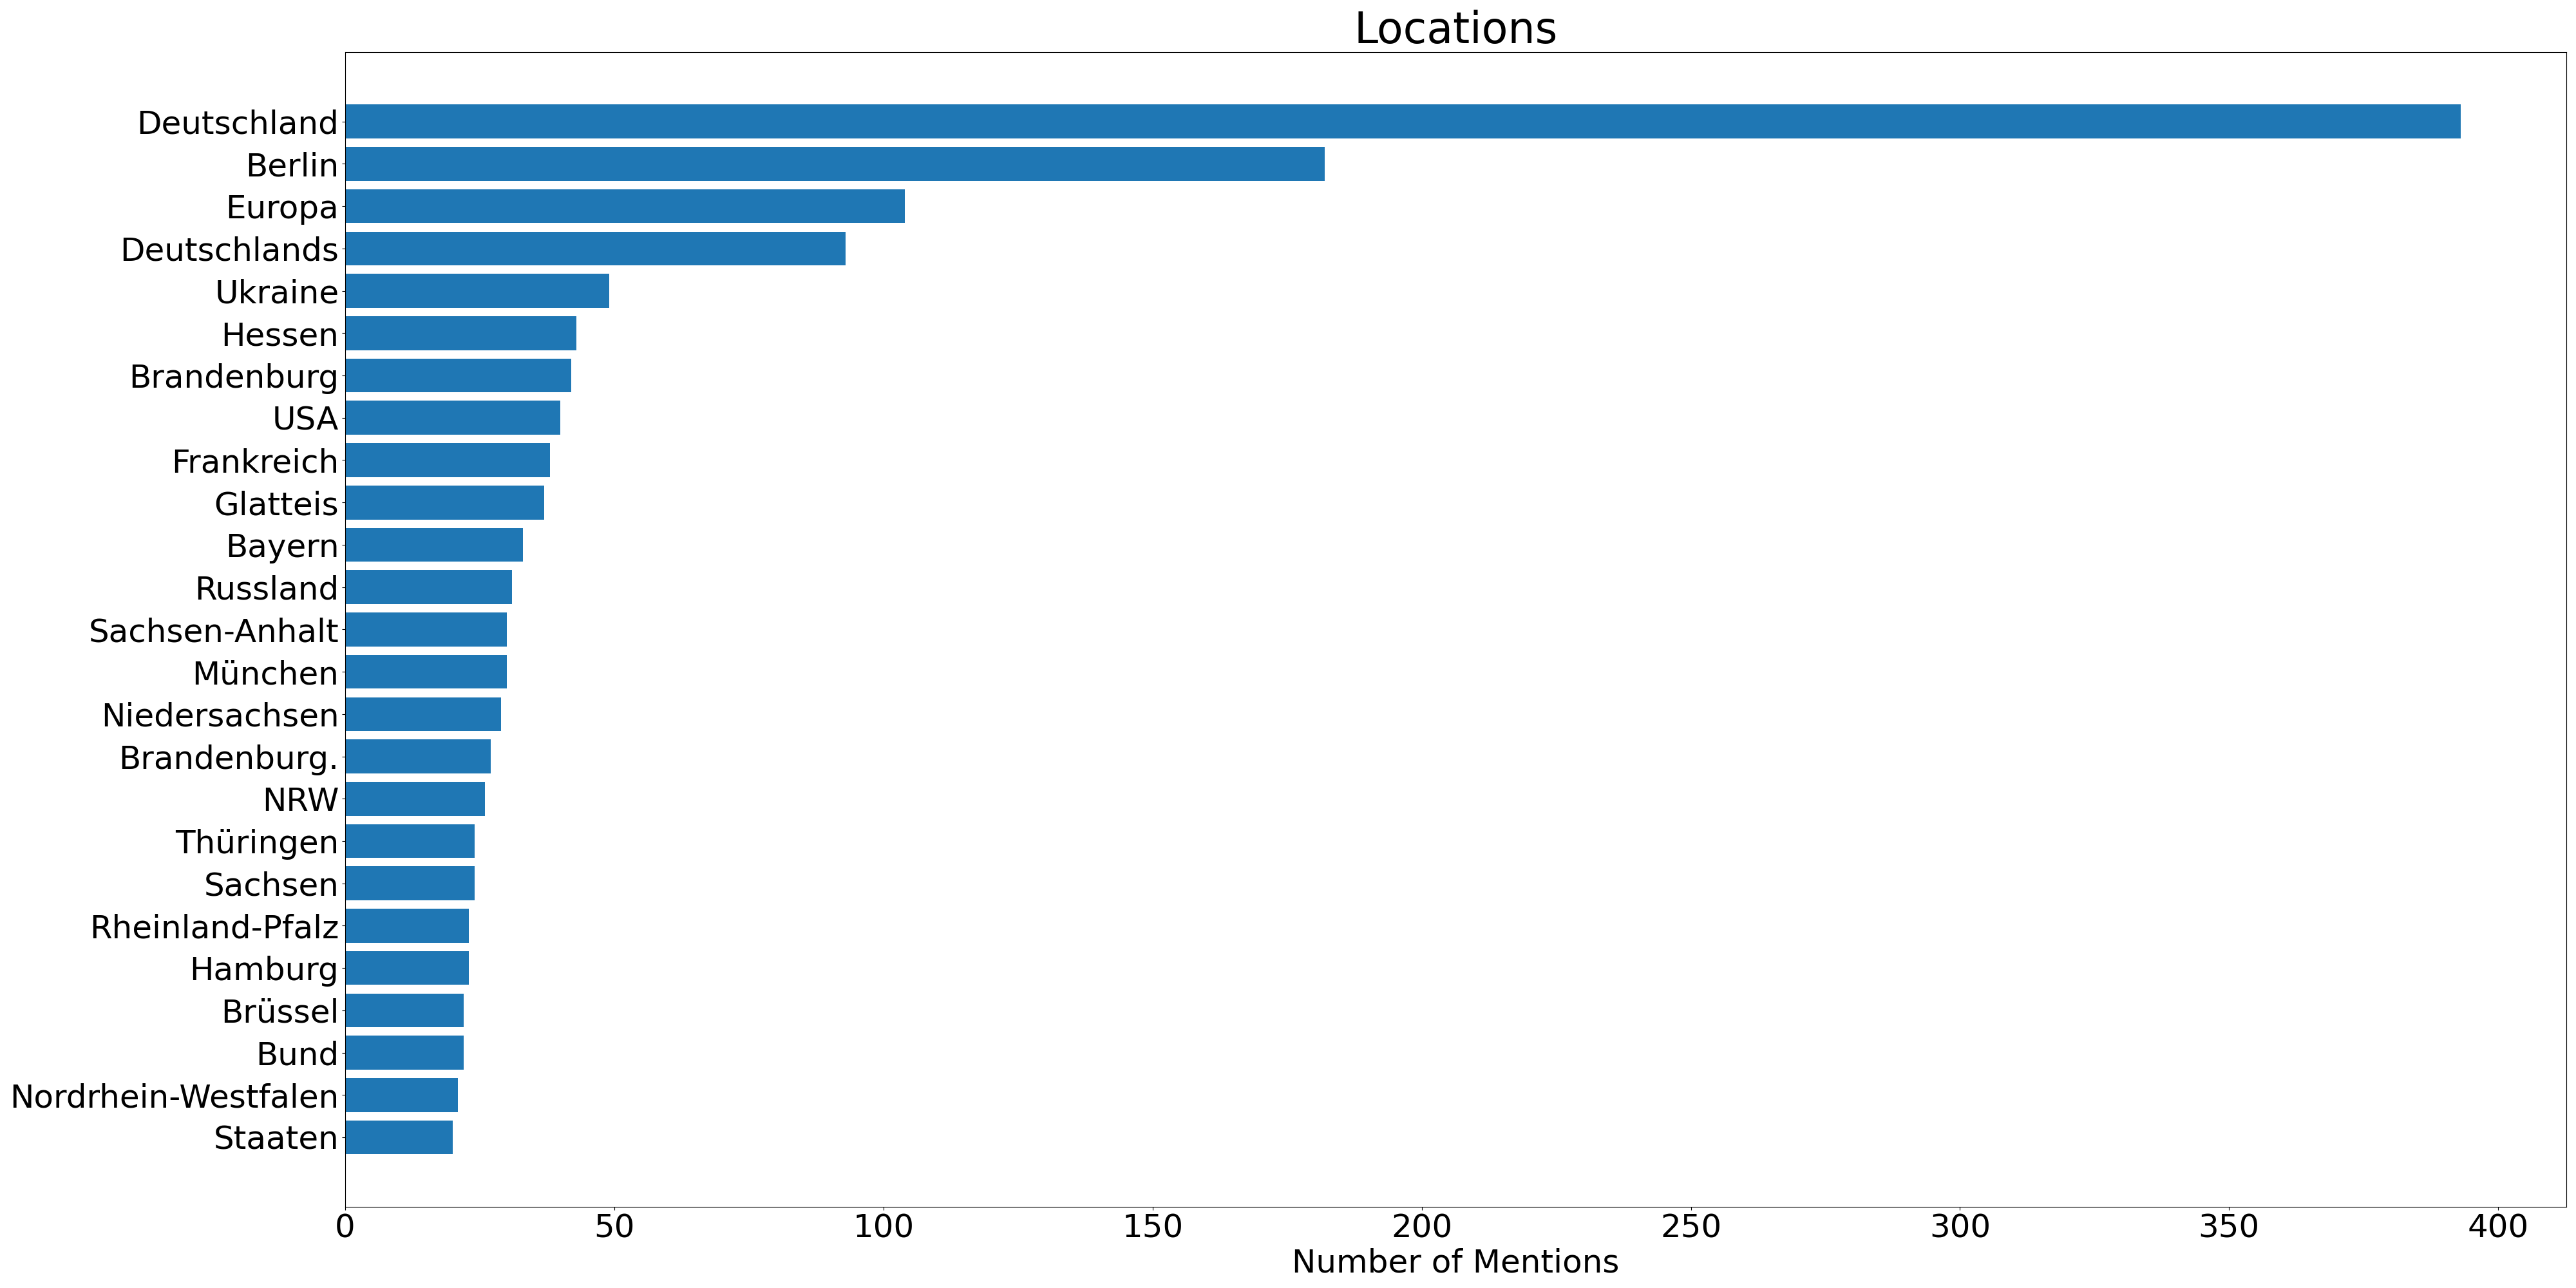 Locations
Deutschland
Berlin
Europa
Deutschlands
Ukraine
Hessen
Brandenburg
USA
Frankreich
Glatteis
Bayern
Russland
Sachsen-Anhalt
München
Niedersachsen
Brandenburg.
NRW
Thüringen
Sachsen
Rheinland-Pfalz
Hamburg
Brüssel
Bund
Nordrhein-Westfalen
Staaten
0 50 100 150 200 250 300 350 400
Number of Mentions